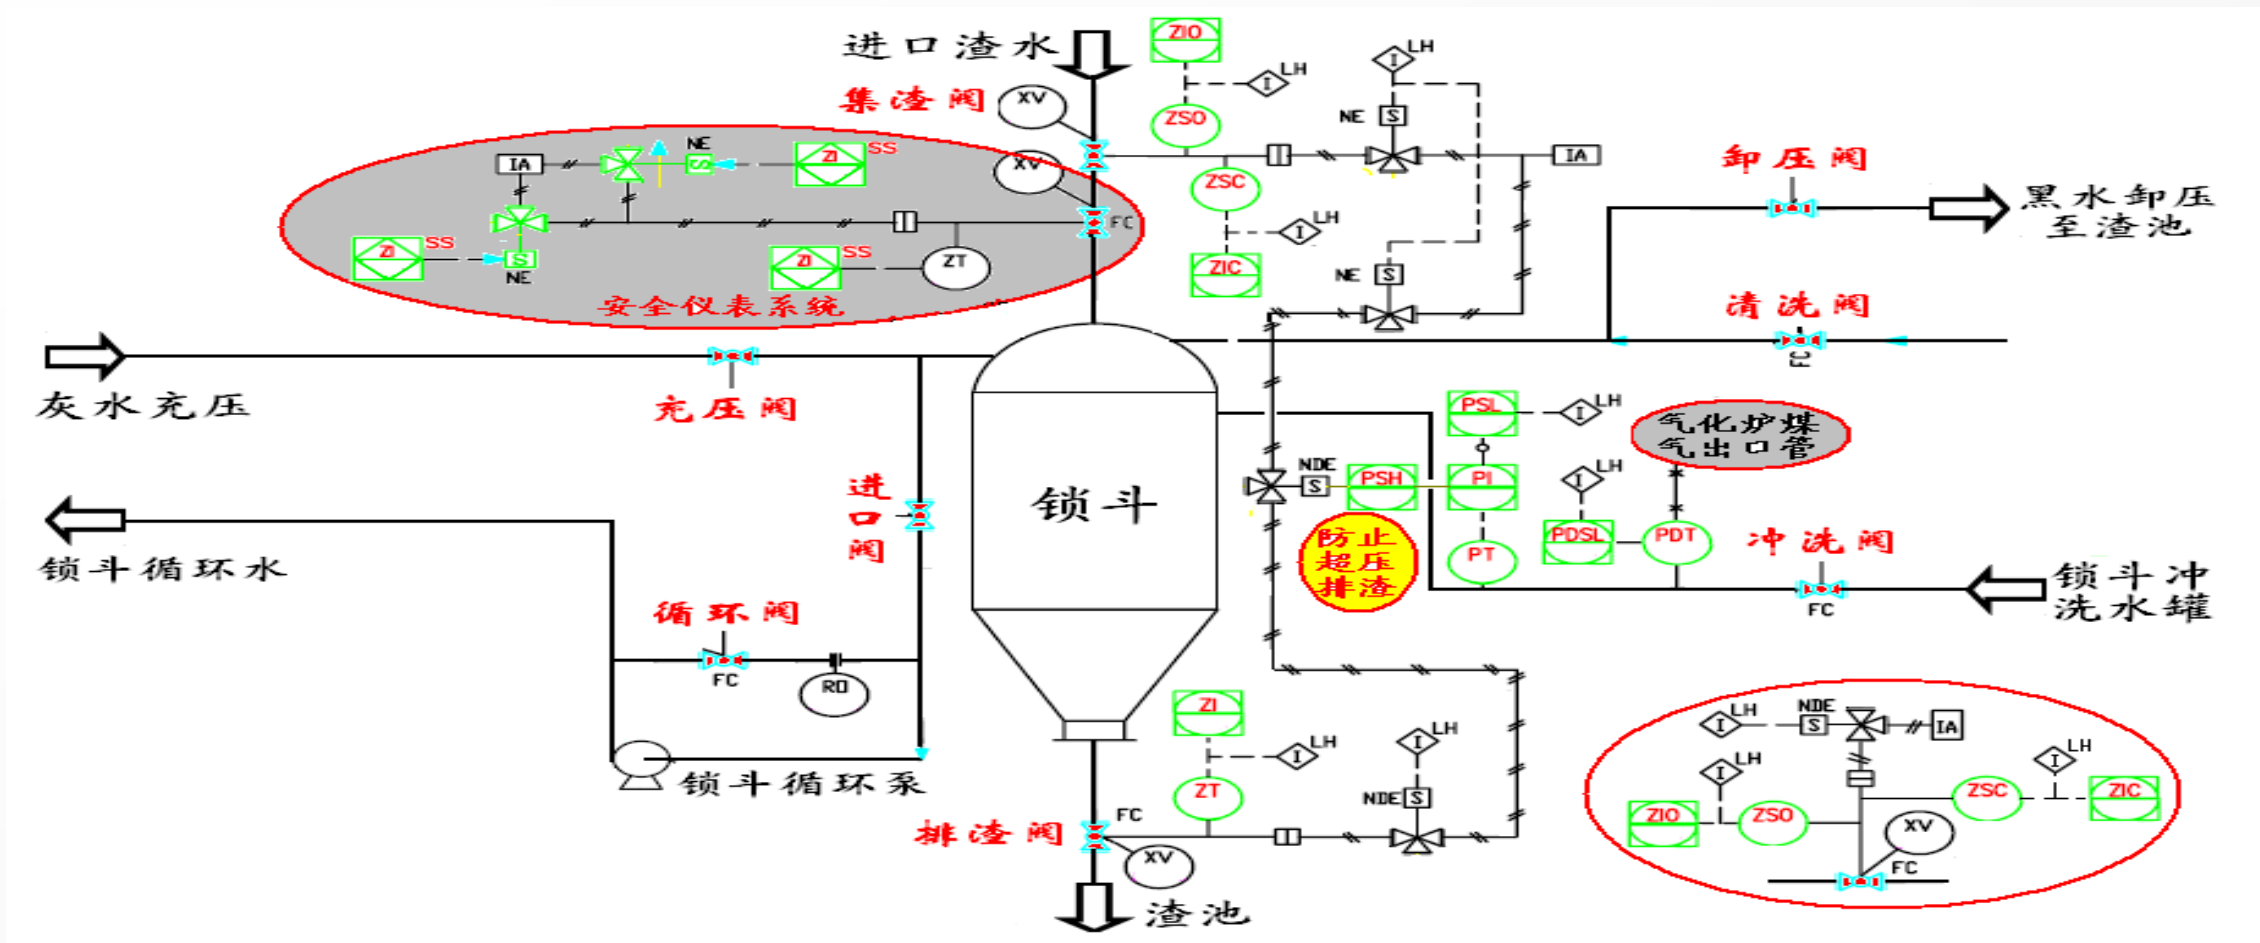 进口渣水
集渣阀
XV
ZIO
LH
I
ZSO
LH
I
NE
S
IA
ZSC
LH
I
ZIC
NE
S
XV
FC
IA
NE
S
ZI
SS
ZI
SS
S
NE
ZI
SS
ZT
安全仪表系统
卸压阀
黑水卸压
至渣池
清洗阀
FC
灰水充压
充压阀
进
口
阀
锁斗
PSL
LH
I
NDE
S
PSH
PI
PT
防止
超压
排渣
气化炉煤
气出口管
LH
I
PDSL
PDT
冲洗阀
FC
锁斗冲
洗水罐
锁斗循环水
循环阀
FC
RO
锁斗循环泵
ZI
LH
I
ZT
LH
I
NDE
S
FC
排渣阀
XV
渣池
LH
I
NDE
S
IA
LH
I
ZIO
ZSO
ZSC
LH
I
ZIC
XV
FC